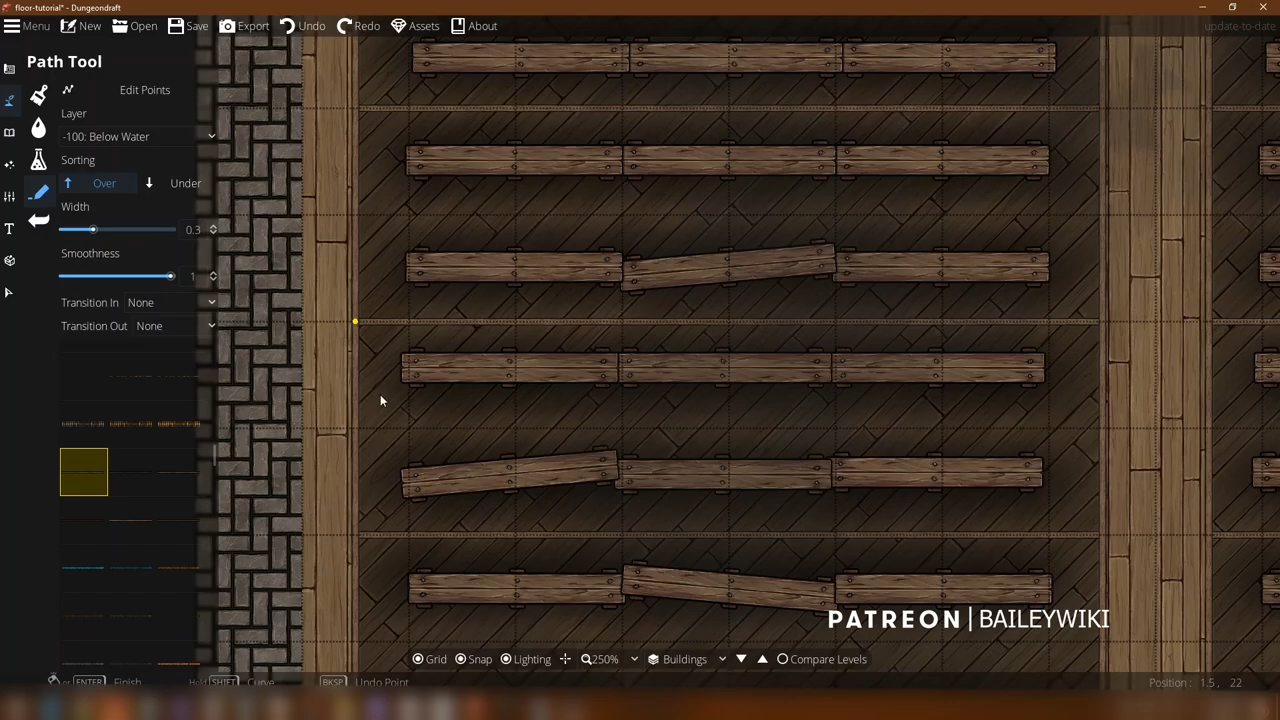 floor-tutorial* - Dungeondraft
Menu New Open Save Export Undo Redo Assets About
update-to-date
Path Tool
Edit Points
Layer
-100: Below Water
Sorting
Over Under
Width
0.3
Smoothness
1
Transition In None
Transition Out None
PATREON | BAILEYWIKI
Grid Snap Lighting 250% Buildings Compare Levels
or ENTER Finish Hold SHIFT Curve BKSP Undo Point
Position : 1.5 , 22